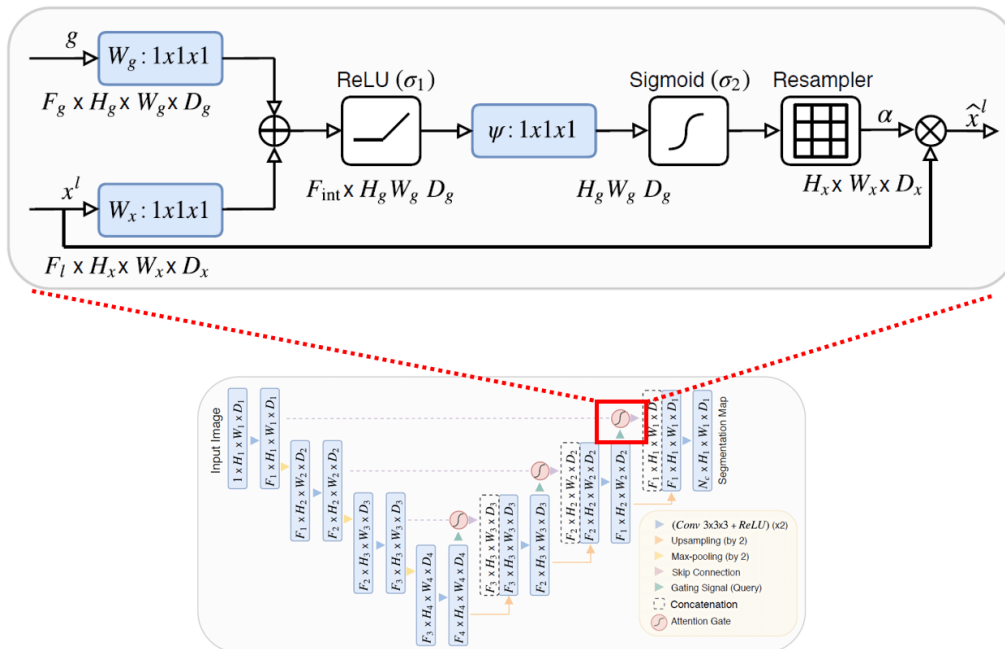 g
W_g : 1x1x1
F_g x H_g x W_g x D_g
ReLU (σ_1)
Sigmoid (σ_2)
Resampler
ψ : 1x1x1
α
x̂^l
F_int x H_g W_g D_g
H_g W_g D_g
H_x x W_x x D_x
x^l
W_x : 1x1x1
F_l x H_x x W_x x D_x
Input Image
1 x H_1 x W_1 x D_1
F_1 x H_1 x W_1 x D_1
F_1 x H_2 x W_2 x D_2
F_2 x H_2 x W_2 x D_2
F_2 x H_3 x W_3 x D_3
F_3 x H_3 x W_3 x D_3
F_3 x H_4 x W_4 x D_4
F_4 x H_4 x W_4 x D_4
F_3 x H_3 x W_3 x D_3
F_3 x H_3 x W_3 x D_3
F_2 x H_3 x W_3 x D_3
F_2 x H_2 x W_2 x D_2
F_2 x H_2 x W_2 x D_2
F_1 x H_2 x W_2 x D_2
F_1 x H_1 x W_1 x D_1
F_1 x H_1 x W_1 x D_1
N_c x H_1 x W_1 x D_1
Segmentation Map
(Conv 3x3x3 + ReLU) (x2)
Upsampling (by 2)
Max-pooling (by 2)
Skip Connection
Gating Signal (Query)
Concatenation
Attention Gate